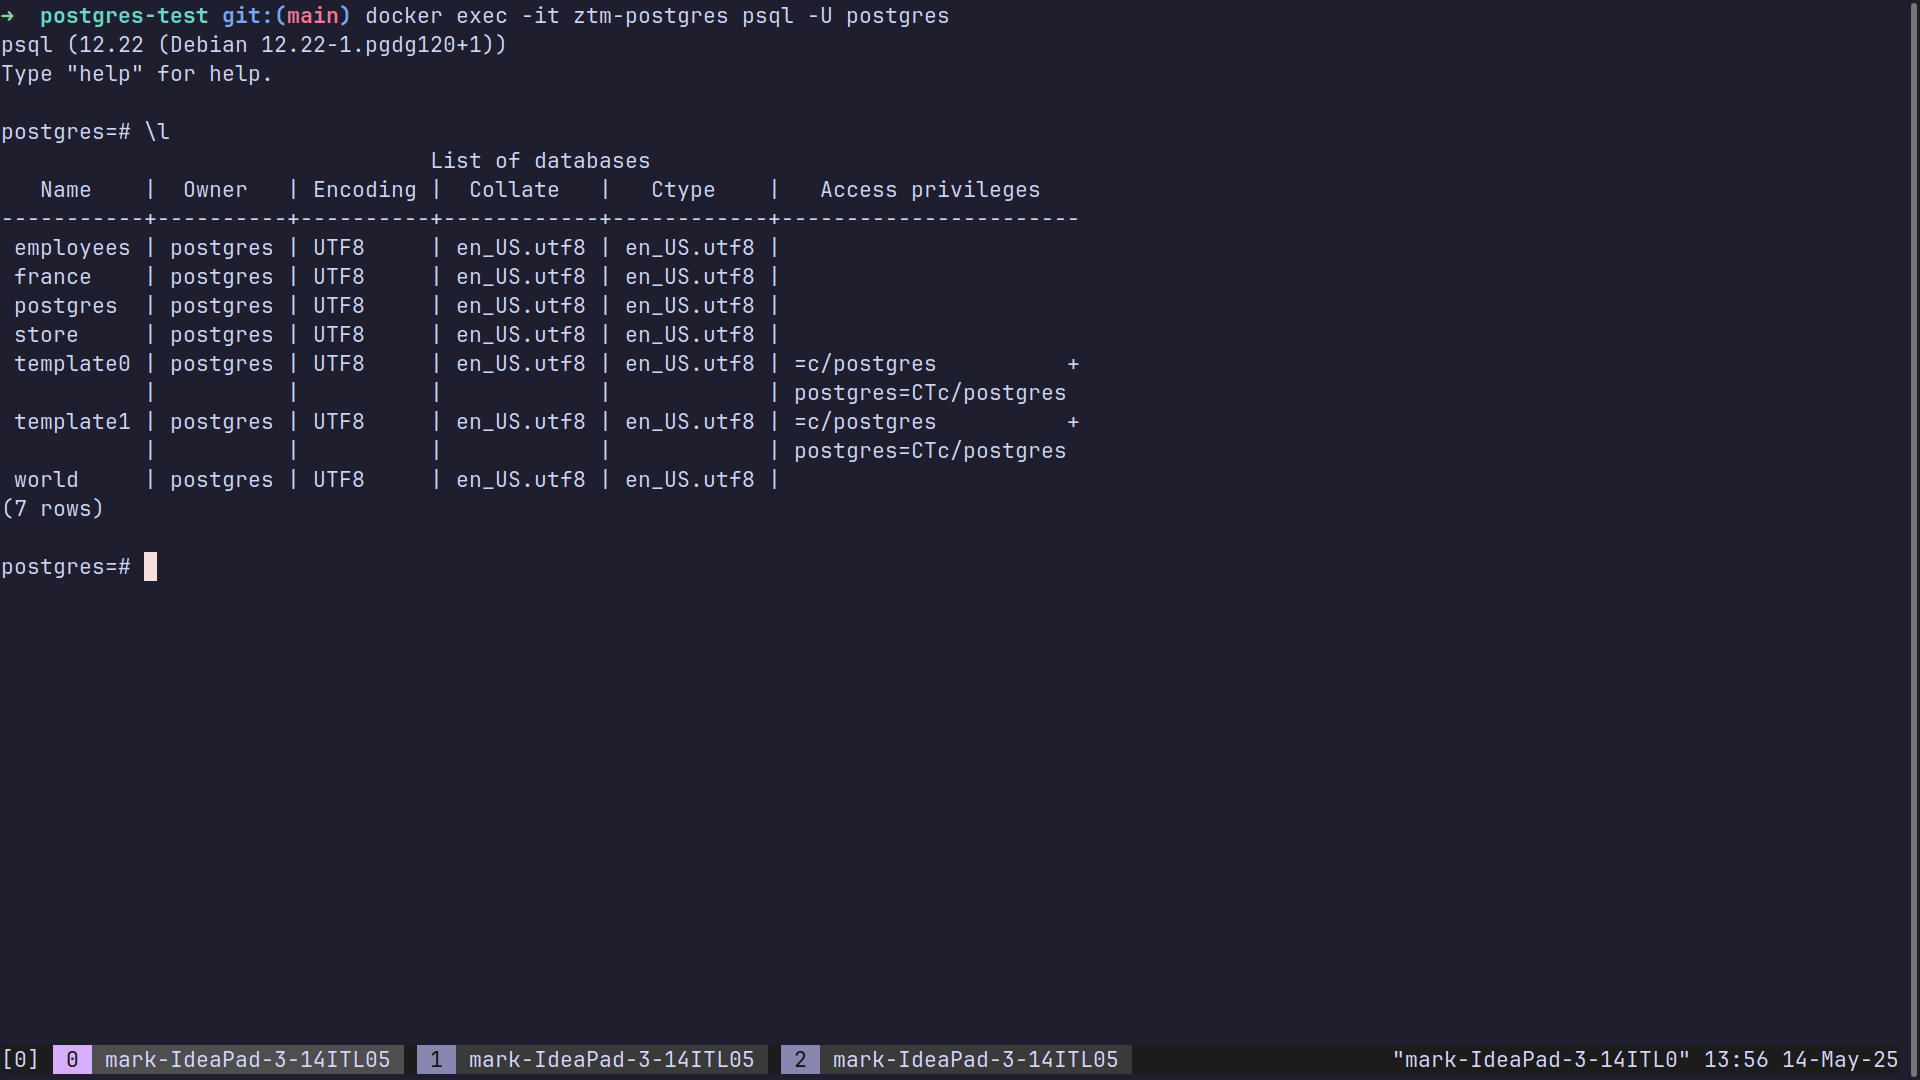 →  postgres-test git:(main) docker exec -it ztm-postgres psql -U postgres
psql (12.22 (Debian 12.22-1.pgdg120+1))
Type "help" for help.

postgres=# \l
                                 List of databases
   Name    |  Owner   | Encoding |  Collate   |   Ctype    |   Access privileges
-----------+----------+----------+------------+------------+-----------------------
 employees | postgres | UTF8     | en_US.utf8 | en_US.utf8 |
 france    | postgres | UTF8     | en_US.utf8 | en_US.utf8 |
 postgres  | postgres | UTF8     | en_US.utf8 | en_US.utf8 |
 store     | postgres | UTF8     | en_US.utf8 | en_US.utf8 |
 template0 | postgres | UTF8     | en_US.utf8 | en_US.utf8 | =c/postgres          +
           |          |          |            |            | postgres=CTc/postgres
 template1 | postgres | UTF8     | en_US.utf8 | en_US.utf8 | =c/postgres          +
           |          |          |            |            | postgres=CTc/postgres
 world     | postgres | UTF8     | en_US.utf8 | en_US.utf8 |
(7 rows)

postgres=#
[0] 0 mark-IdeaPad-3-14ITL05 1 mark-IdeaPad-3-14ITL05 2 mark-IdeaPad-3-14ITL05 "mark-IdeaPad-3-14ITL0" 13:56 14-May-25